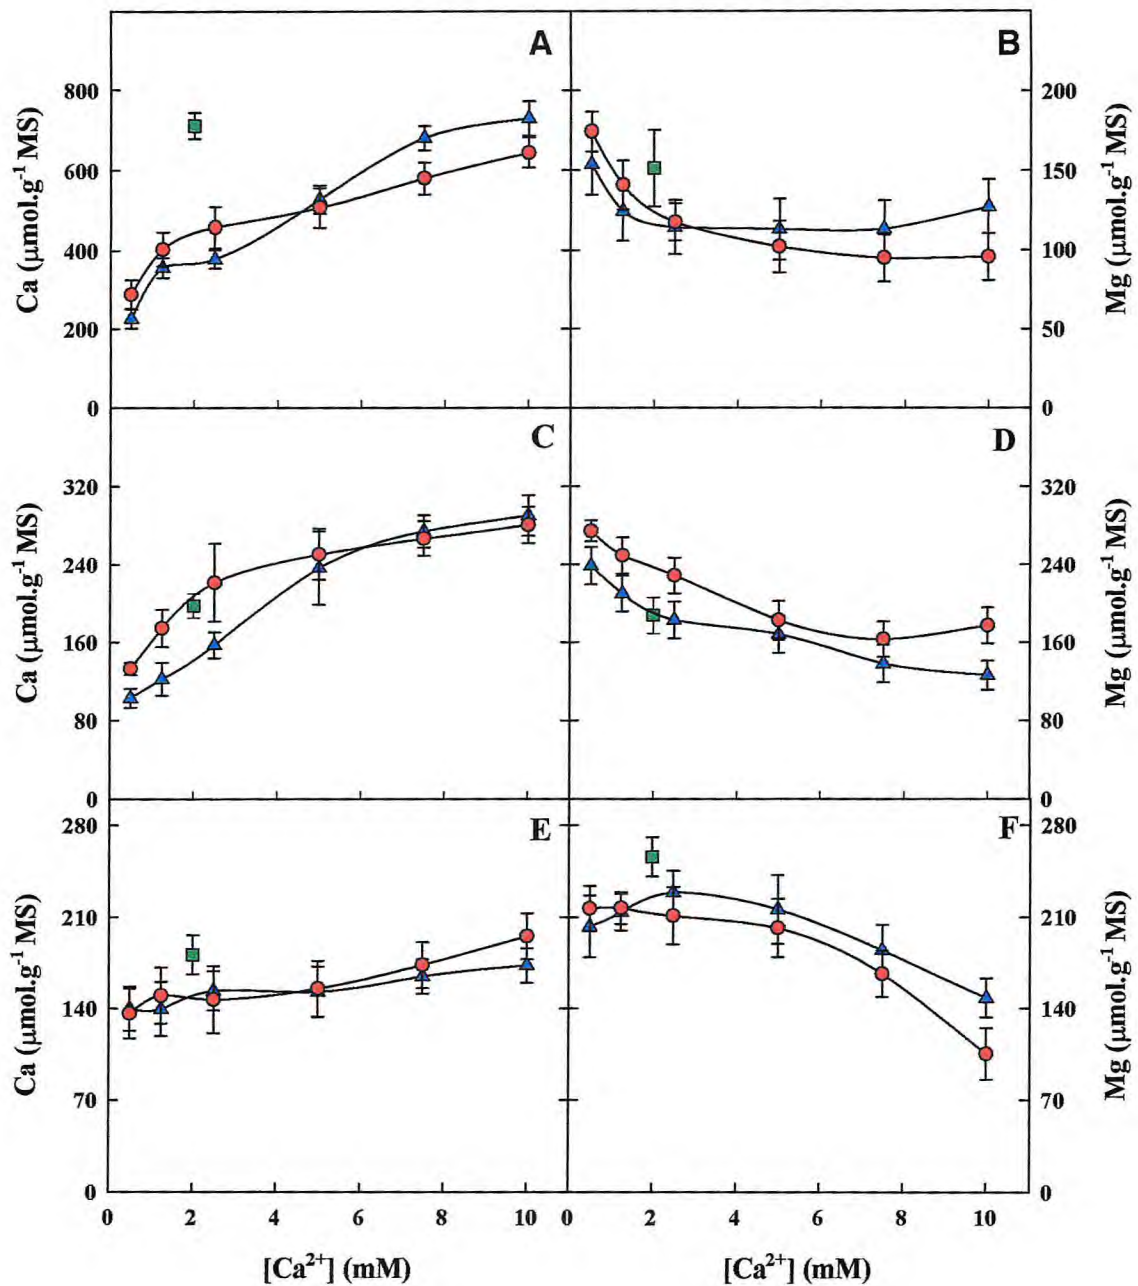 A
B
800
600
400
200
0
Ca (μmol.g⁻¹ MS)
200
150
100
50
0
Mg (μmol.g⁻¹ MS)
C
D
320
240
160
80
0
Ca (μmol.g⁻¹ MS)
320
240
160
80
0
Mg (μmol.g⁻¹ MS)
E
F
280
210
140
70
0
Ca (μmol.g⁻¹ MS)
280
210
140
70
0
Mg (μmol.g⁻¹ MS)
0 2 4 6 8 10 0 2 4 6 8 10
[Ca²⁺] (mM) [Ca²⁺] (mM)